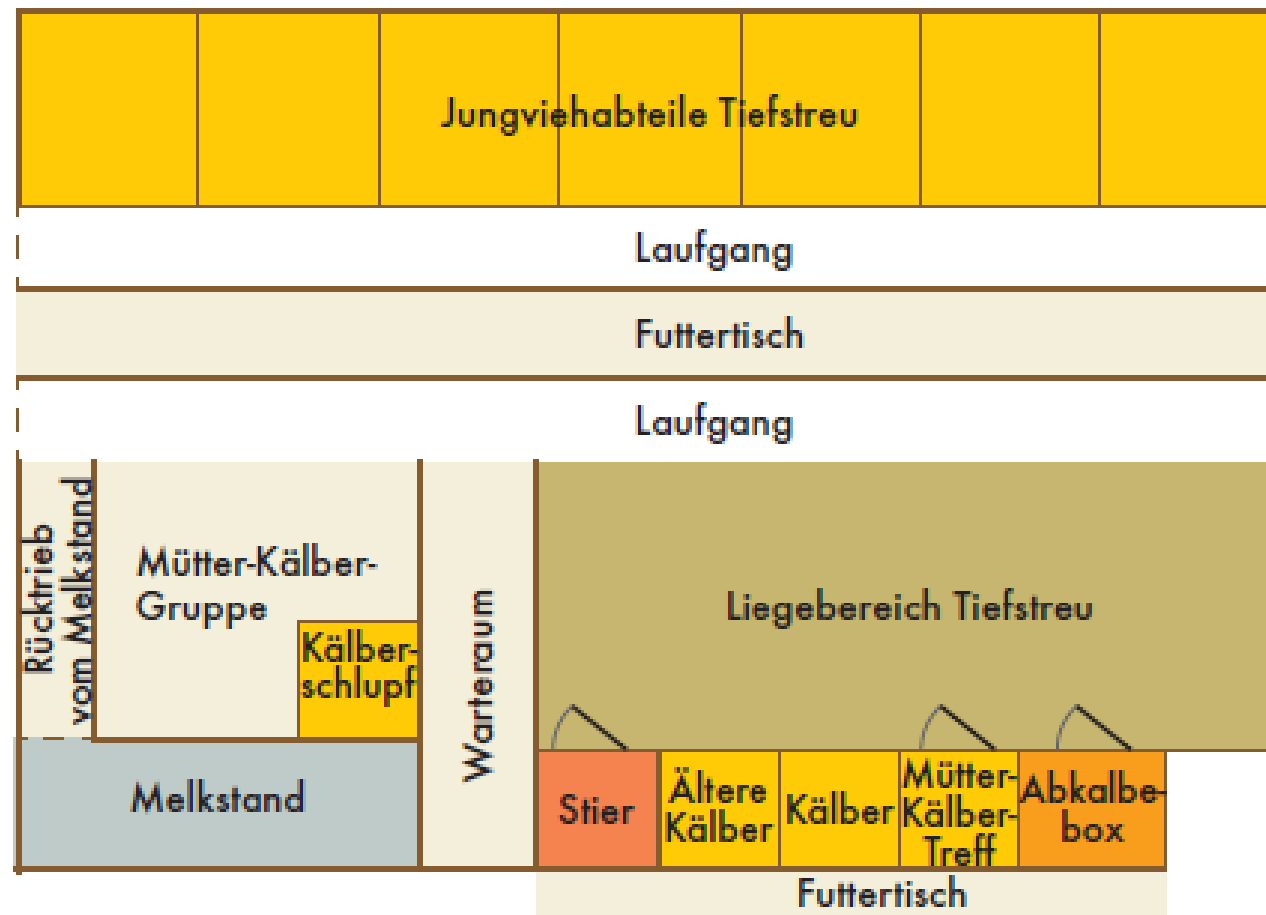 Jungviehabteile Tiefstreu
Laufgang
Futtertisch
Laufgang
Rücktrieb
vom Melkstand
Mütter-Kälber-
Gruppe
Kälber-
schlupf
Warteraum
Liegebereich Tiefstreu
Melkstand
Stier
Ältere
Kälber
Kälber
Mütter-
Kälber-
Treff
Abkalbe-
box
Futtertisch